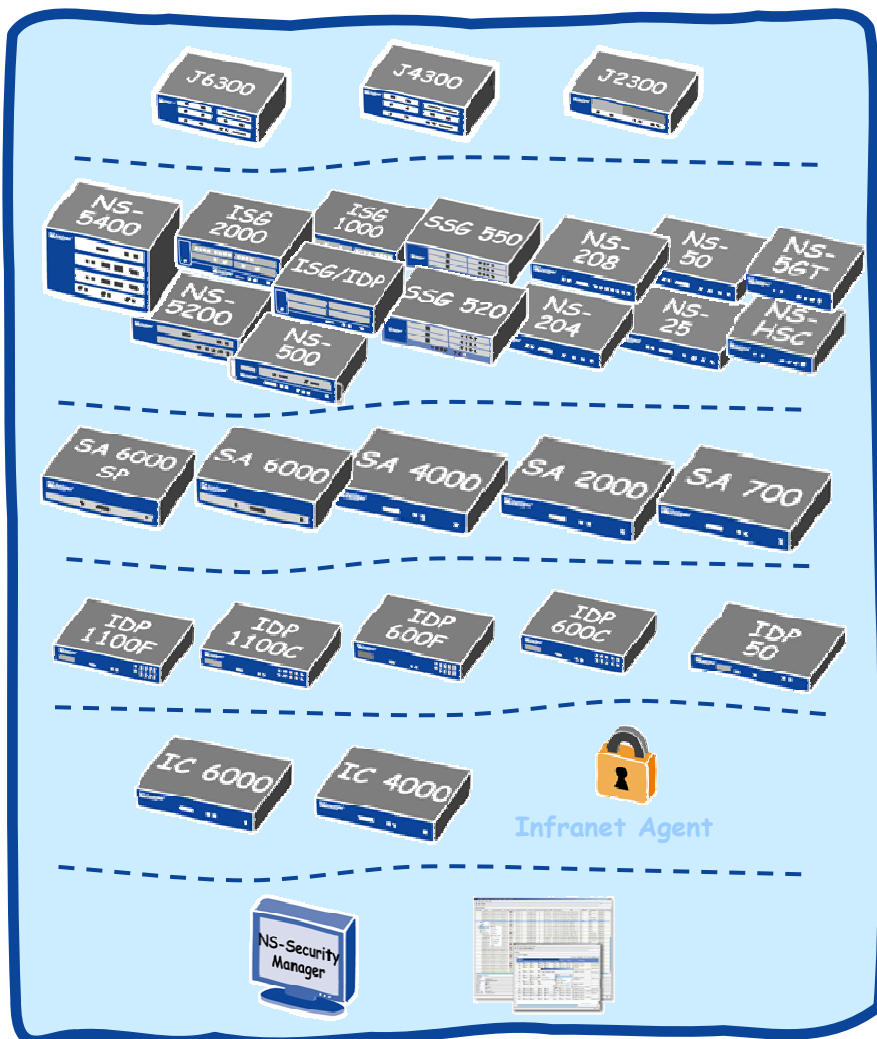 J6300
J4300
J2300
NS-
5400
ISG
2000
ISG
1000
SSG 550
NS-
208
NS-
50
NS-
5GT
ISG/IDP
NS-
5200
SSG 520
NS-
204
NS-
25
NS-
HSC
NS-
500
SA 6000
SP
SA 6000
SA 4000
SA 2000
SA 700
IDP
1100F
IDP
1100C
IDP
600F
IDP
600C
IDP
50
IC 6000
IC 4000
Infranet Agent
NS-Security
Manager